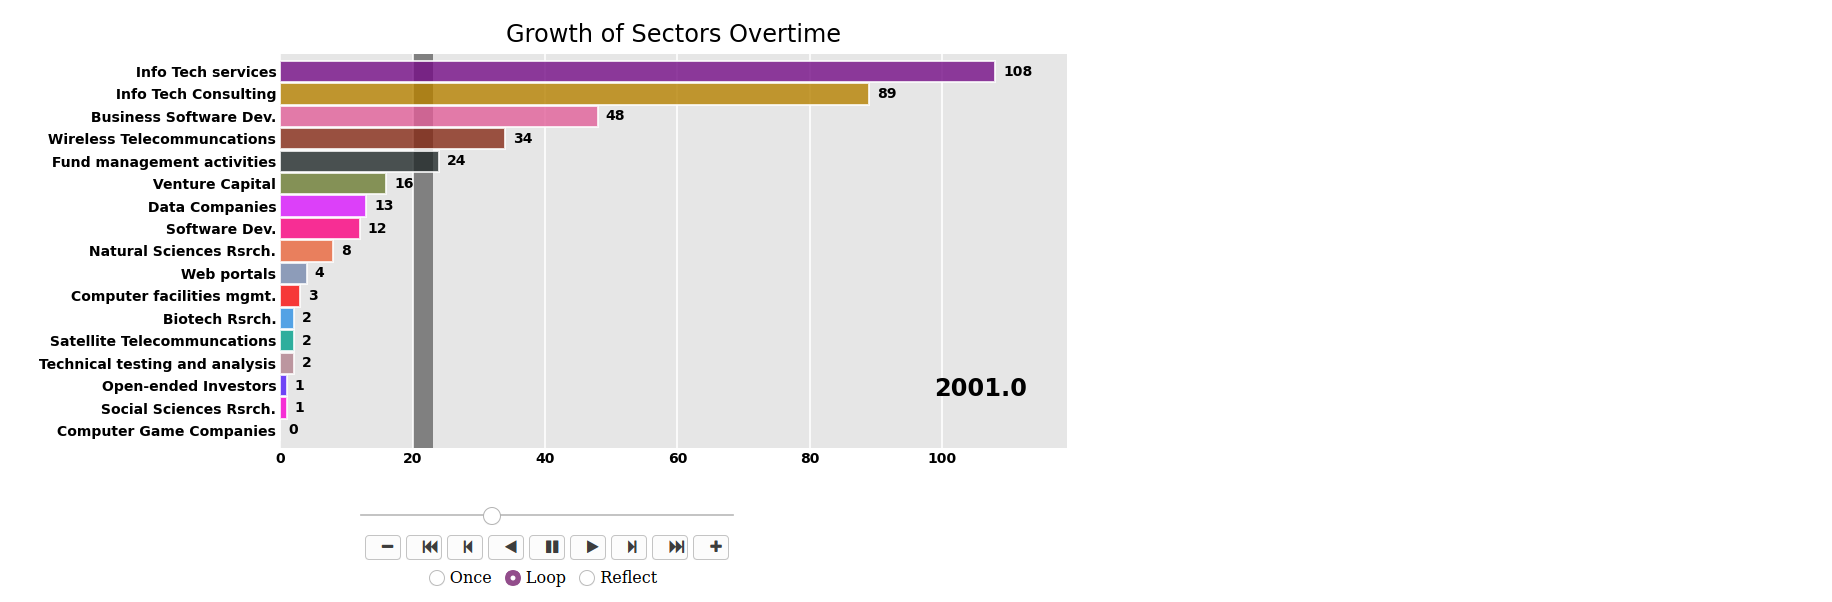 Growth of Sectors Overtime
Info Tech services 108
Info Tech Consulting 89
Business Software Dev. 48
Wireless Telecommuncations 34
Fund management activities 24
Venture Capital 16
Data Companies 13
Software Dev. 12
Natural Sciences Rsrch. 8
Web portals 4
Computer facilities mgmt. 3
Biotech Rsrch. 2
Satellite Telecommuncations 2
Technical testing and analysis 2
Open-ended Investors 1
2001.0
Social Sciences Rsrch. 1
Computer Game Companies 0
0 20 40 60 80 100
Once Loop Reflect